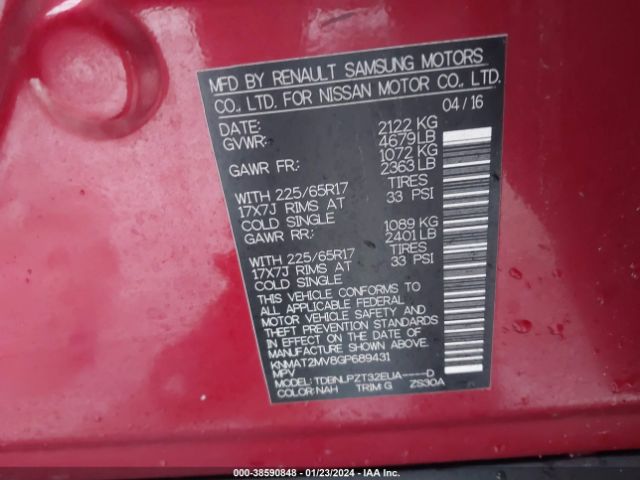 MFD BY RENAULT SAMSUNG MOTORS
CO., LTD. FOR NISSAN MOTOR CO., LTD.
DATE: 04/16
GVWR: 2122 KG
4679 LB
GAWR FR: 1072 KG
2363 LB
WITH 225/65R17 TIRES
17X7J RIMS AT 33 PSI
COLD SINGLE
GAWR RR: 1089 KG
2401 LB
WITH 225/65R17 TIRES
17X7J RIMS AT 33 PSI
COLD SINGLE
THIS VEHICLE CONFORMS TO
ALL APPLICABLE FEDERAL
MOTOR VEHICLE SAFETY AND
THEFT PREVENTION STANDARDS
IN EFFECT ON THE DATE OF
MANUFACTURE SHOWN ABOVE.
KNMAT2MV8GP689431
MPV
MODEL: TDBNLPZT32EUA-----D
COLOR: NAH TRIM: G ZS30A
000-38590848 - 01/23/2024 - IAA Inc.